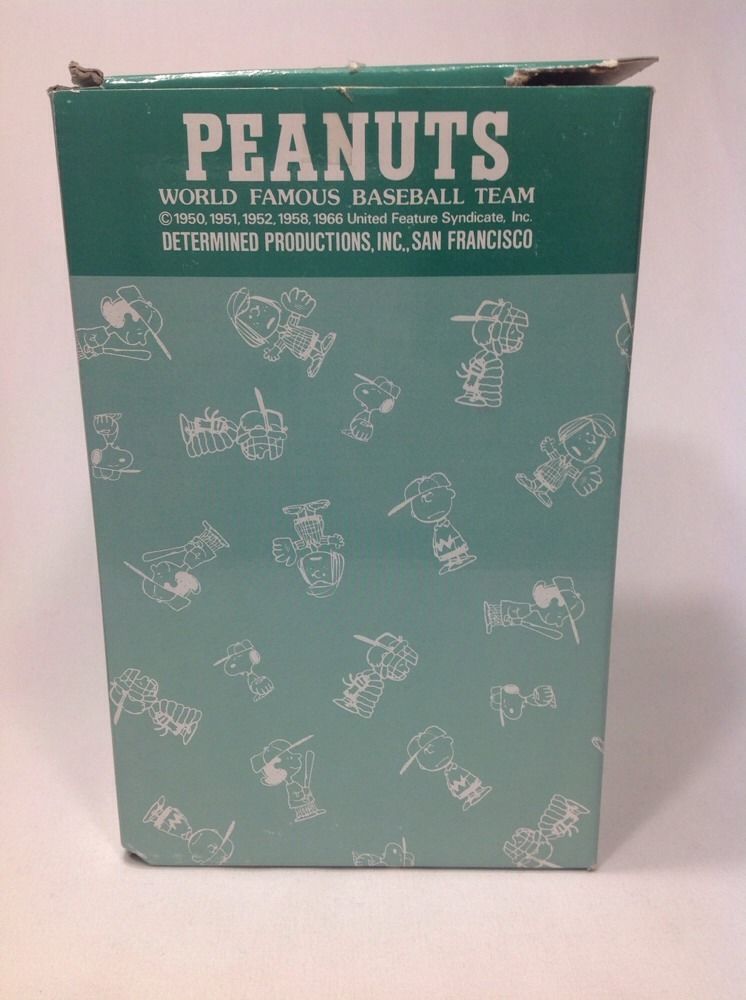 PEANUTS
WORLD FAMOUS BASEBALL TEAM
©1950, 1951, 1952, 1958, 1966 United Feature Syndicate, Inc.
DETERMINED PRODUCTIONS, INC., SAN FRANCISCO